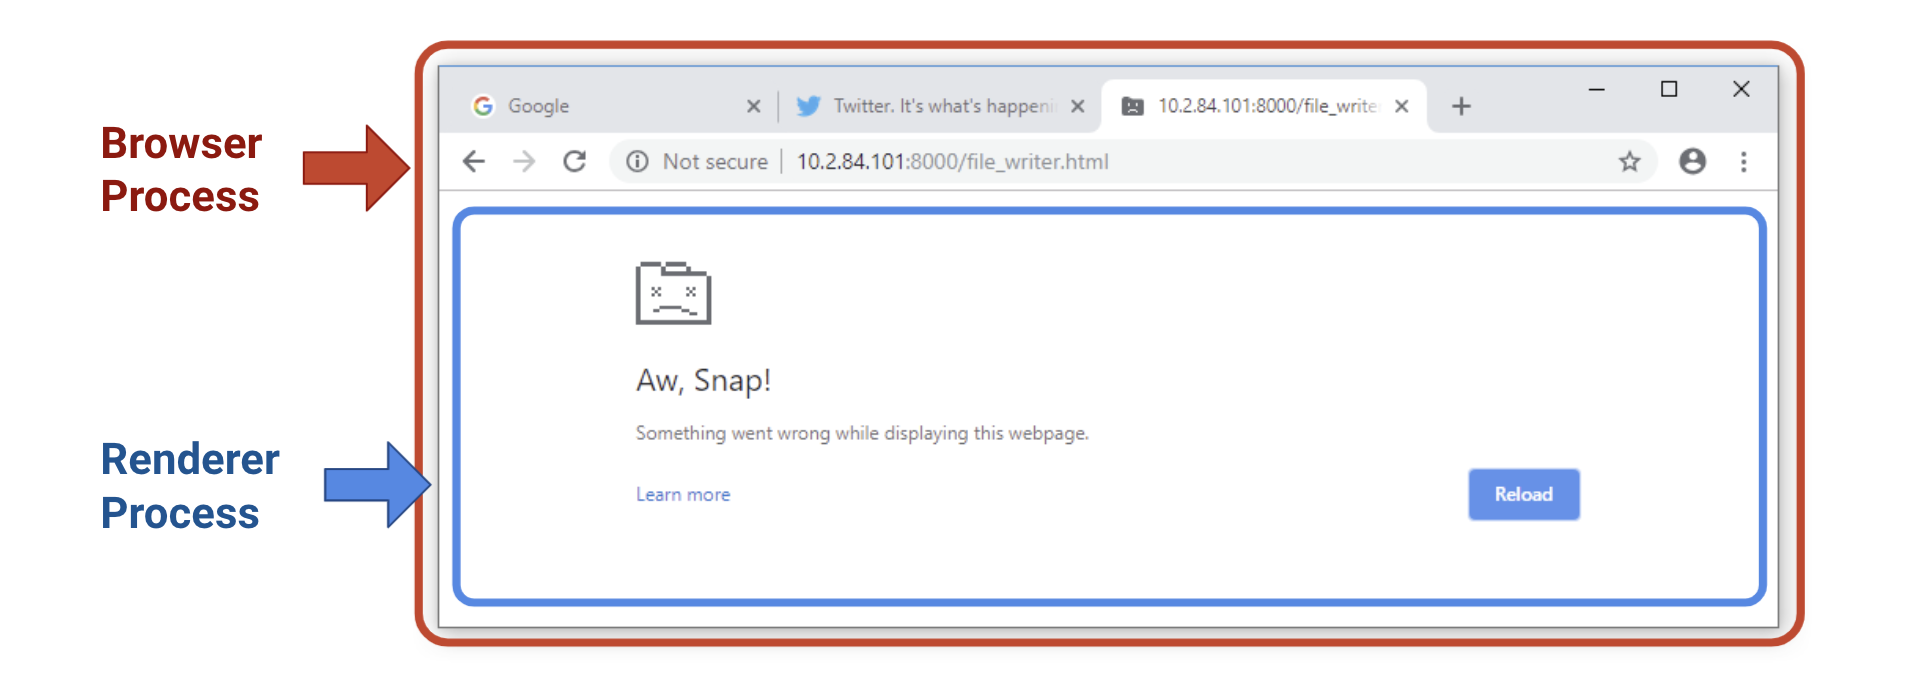 Google
Twitter. It's what's happeni
10.2.84.101:8000/file_write
Not secure
10.2.84.101:8000/file_writer.html
Browser
Process
Aw, Snap!
Something went wrong while displaying this webpage.
Learn more
Reload
Renderer
Process